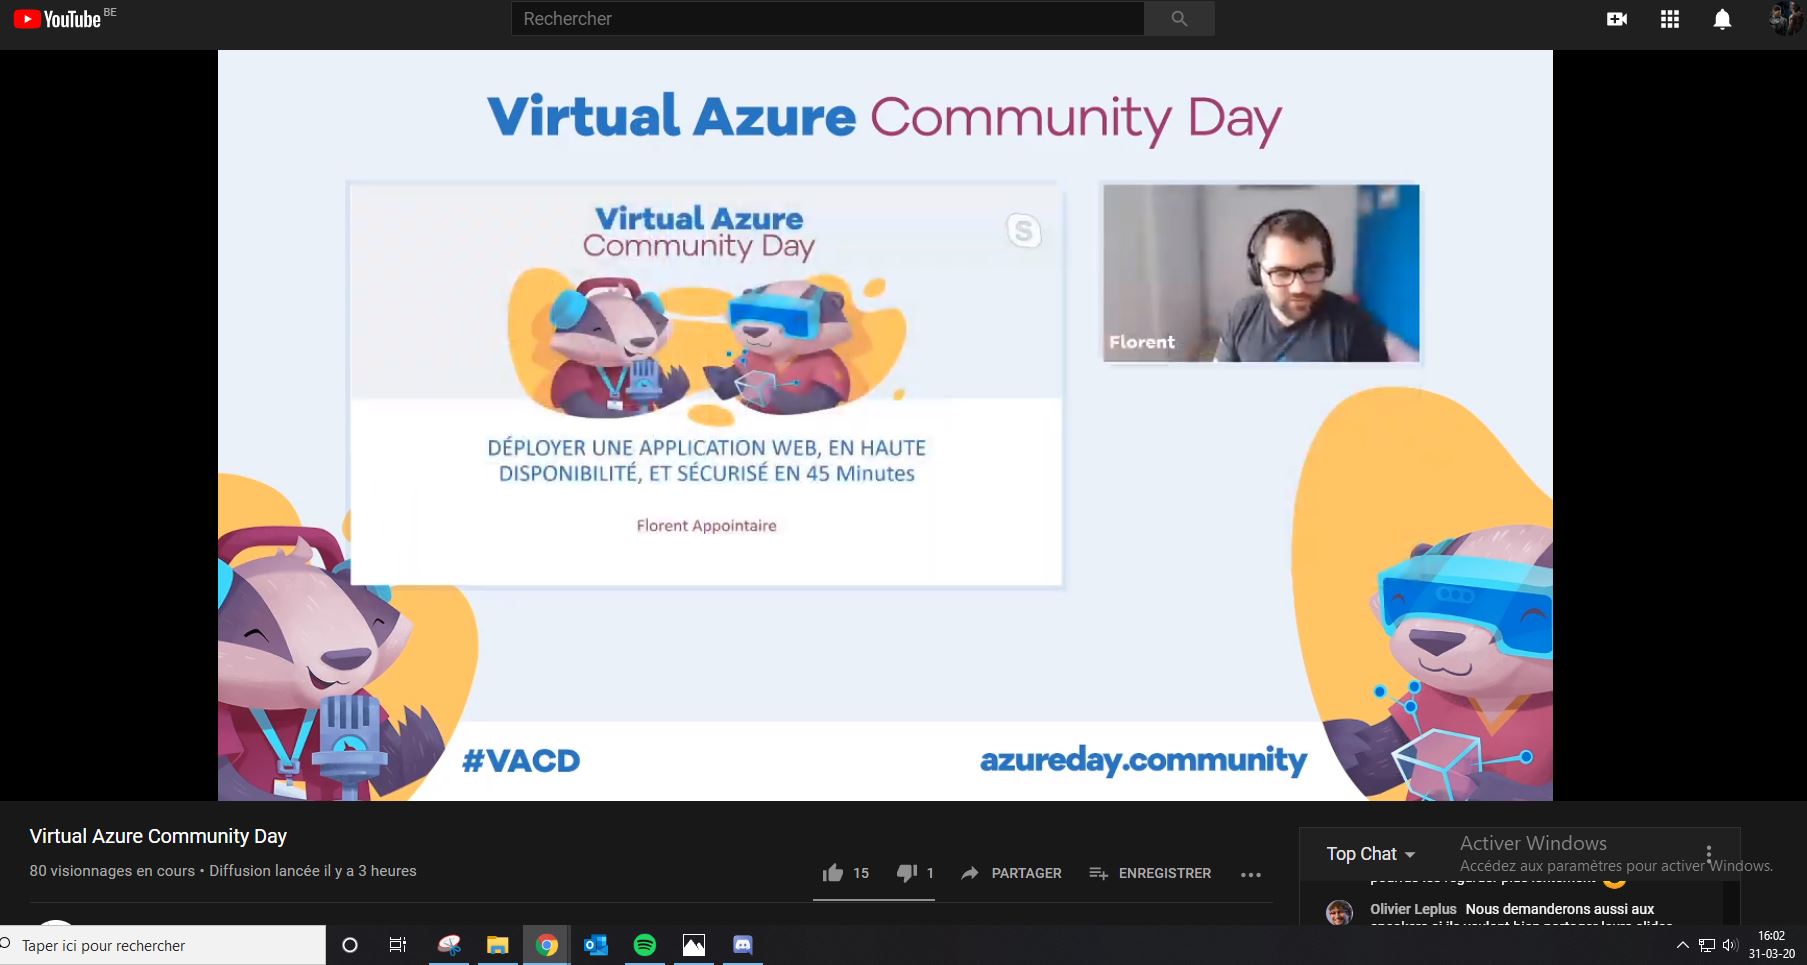 YouTube BE
Rechercher
Virtual Azure Community Day
Virtual Azure
Community Day
S
Florent
DÉPLOYER UNE APPLICATION WEB, EN HAUTE
DISPONIBILITÉ, ET SÉCURISÉ EN 45 Minutes
Florent Appointaire
#VACD
azureday.community
Virtual Azure Community Day
80 visionnages en cours • Diffusion lancée il y a 3 heures
15
1
PARTAGER
ENREGISTRER
Top Chat
Activer Windows
Accédez aux paramètres pour activer Windows.
Olivier Leplus Nous demanderons aussi aux
Taper ici pour rechercher
16:02
31-03-20